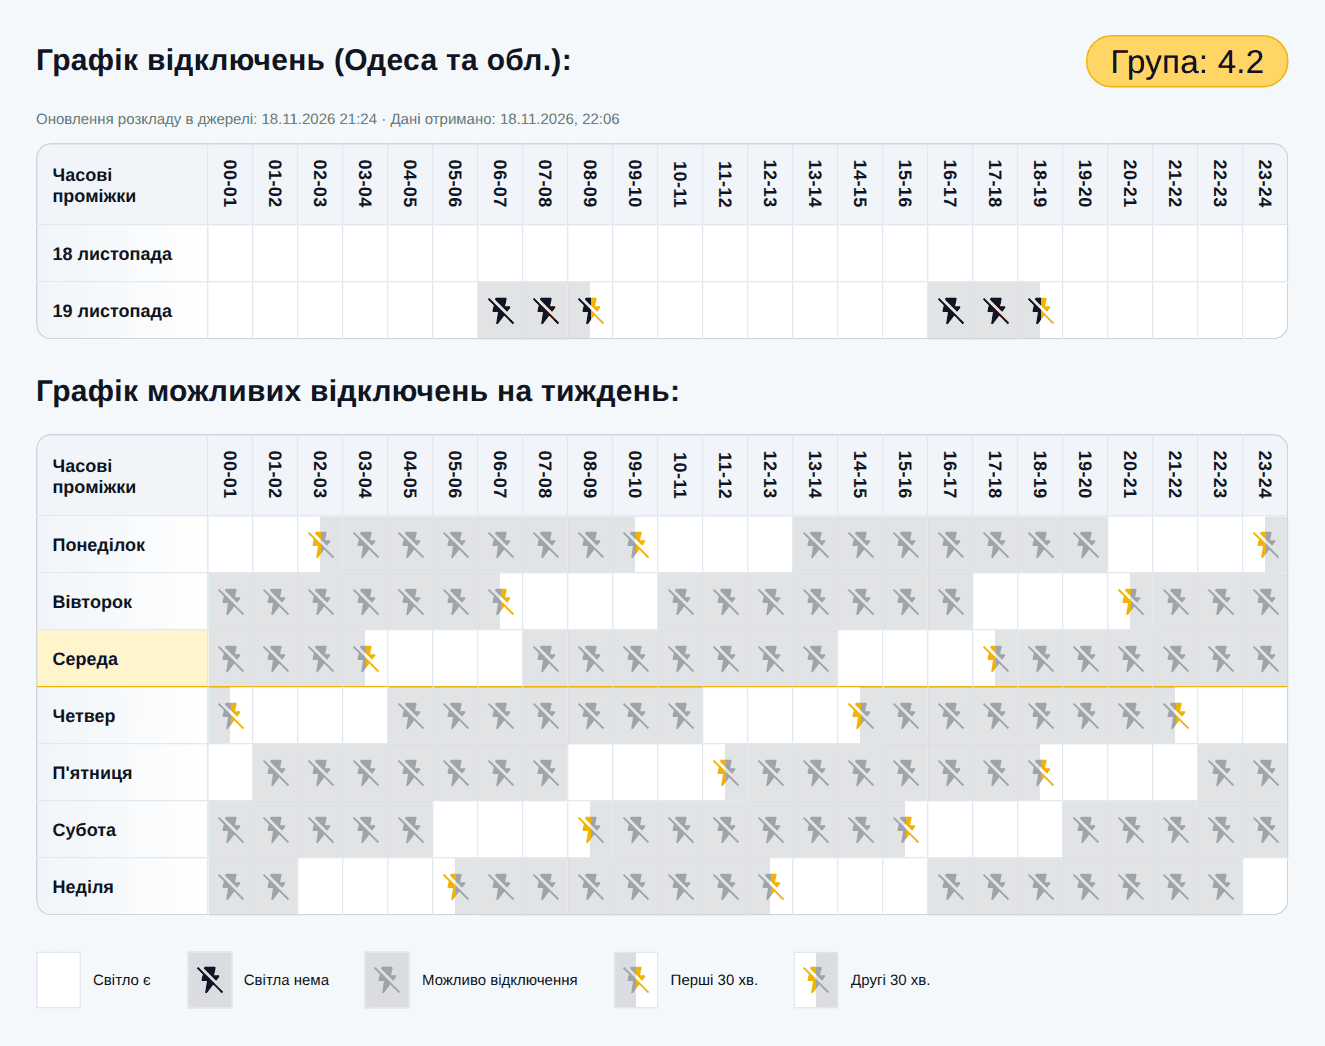 Графік відключень (Одеса та обл.):
Група: 4.2
Оновлення розкладу в джерелі: 18.11.2026 21:24 · Дані отримано: 18.11.2026, 22:06
Часові
проміжки
00-01 01-02 02-03 03-04 04-05 05-06 06-07 07-08 08-09 09-10 10-11 11-12 12-13 13-14 14-15 15-16 16-17 17-18 18-19 19-20 20-21 21-22 22-23 23-24
18 листопада
19 листопада
Графік можливих відключень на тиждень:
Часові
проміжки
00-01 01-02 02-03 03-04 04-05 05-06 06-07 07-08 08-09 09-10 10-11 11-12 12-13 13-14 14-15 15-16 16-17 17-18 18-19 19-20 20-21 21-22 22-23 23-24
Понеділок
Вівторок
Середа
Четвер
П'ятниця
Субота
Неділя
Світло є
Світла нема
Можливо відключення
Перші 30 хв.
Другі 30 хв.